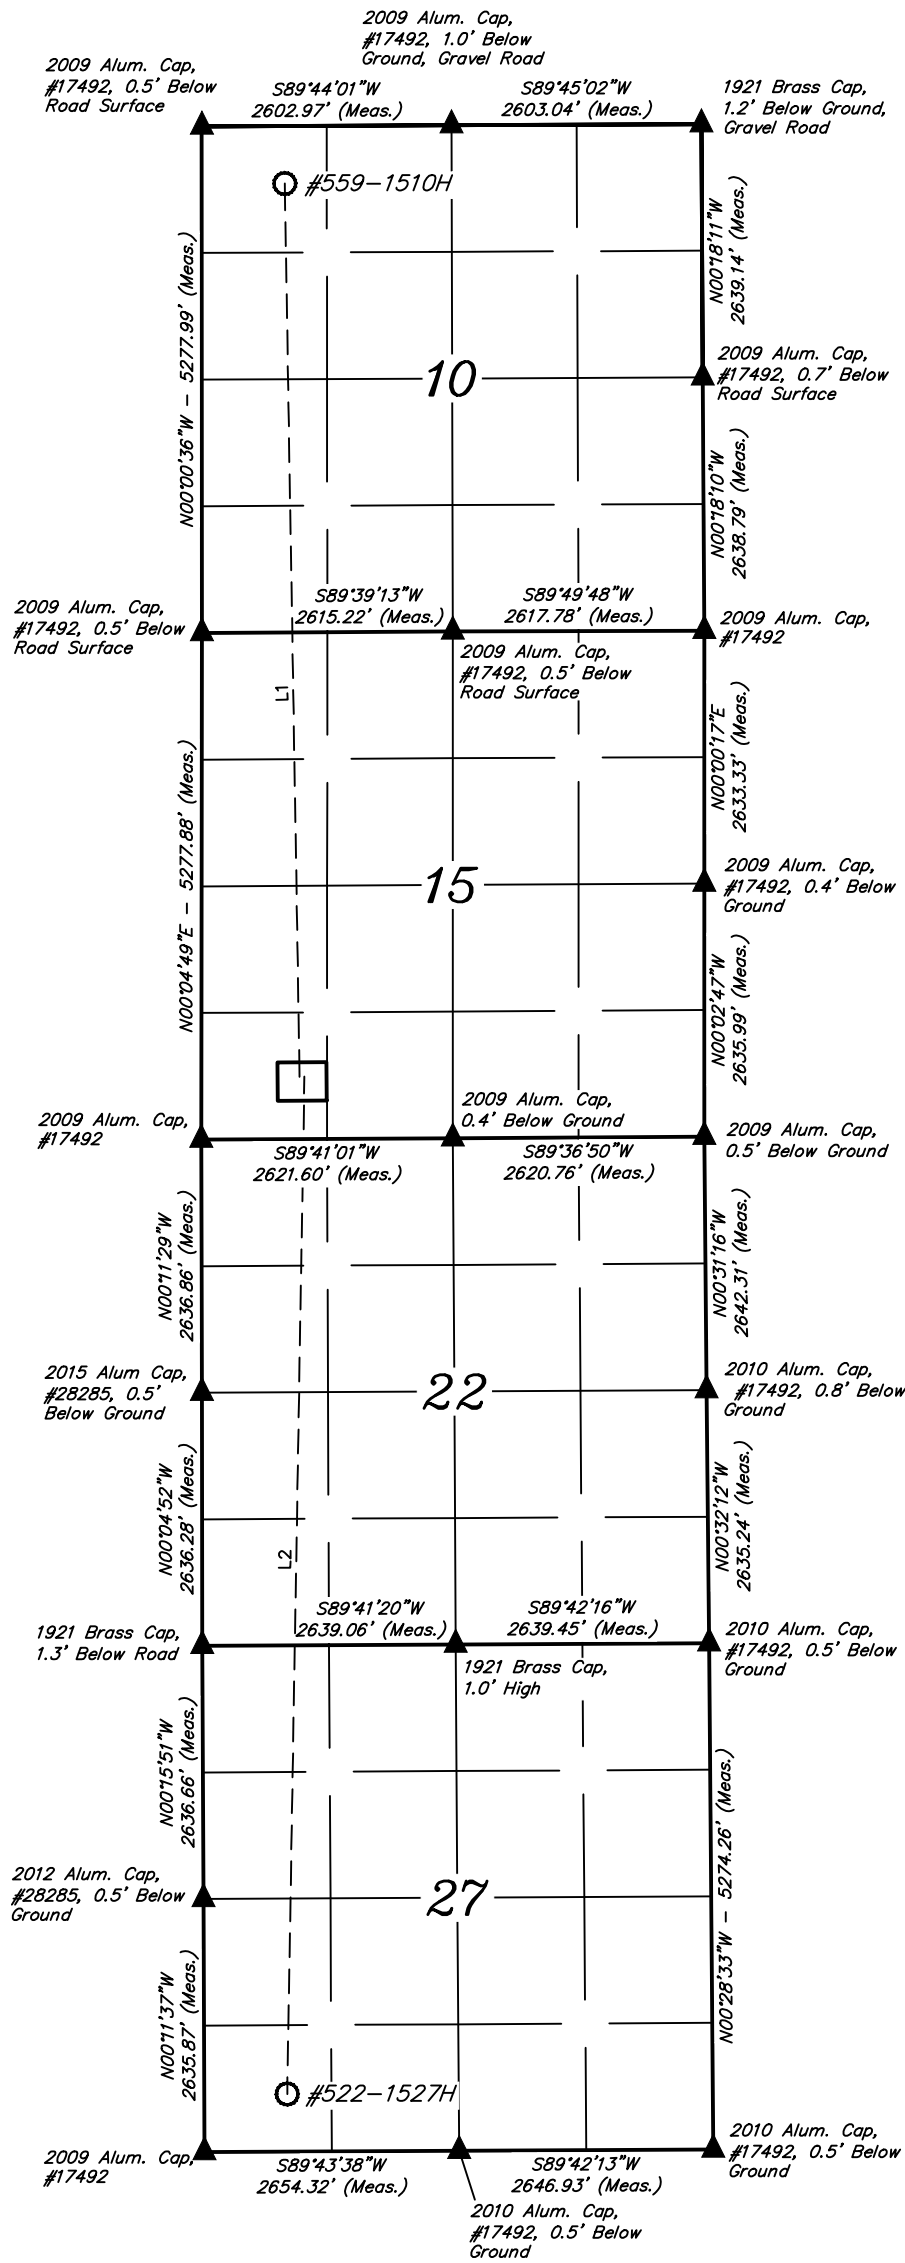 2009 Alum. Cap,
#17492, 1.0' Below
Ground, Gravel Road
2009 Alum. Cap,
#17492, 0.5' Below
Road Surface
S89°44'01"W
2602.97' (Meas.)
S89°45'02"W
2603.04' (Meas.)
1921 Brass Cap,
1.2' Below Ground,
Gravel Road
#559-1510H
N00°00'36"W - 5277.99' (Meas.)
N00°18'11"W
2639.14' (Meas.)
10
2009 Alum. Cap,
#17492, 0.7' Below
Road Surface
N00°18'10"W
2638.79' (Meas.)
2009 Alum. Cap,
#17492, 0.5' Below
Road Surface
S89°39'13"W
2615.22' (Meas.)
S89°49'48"W
2617.78' (Meas.)
2009 Alum. Cap,
#17492
2009 Alum. Cap,
#17492, 0.5' Below
Road Surface
L1
N00°04'49"E - 5277.88' (Meas.)
N00°00'17"E
2633.33' (Meas.)
15
2009 Alum. Cap,
#17492, 0.4' Below
Ground
N00°02'47"W
2635.99' (Meas.)
2009 Alum. Cap,
#17492
2009 Alum. Cap,
0.4' Below Ground
2009 Alum. Cap,
0.5' Below Ground
S89°41'01"W
2621.60' (Meas.)
S89°36'50"W
2620.76' (Meas.)
N00°11'29"W
2636.86' (Meas.)
N00°31'16"W
2642.31' (Meas.)
2015 Alum Cap,
#28285, 0.5'
Below Ground
22
2010 Alum. Cap,
#17492, 0.8' Below
Ground
N00°04'52"W
2636.28' (Meas.)
L2
N00°32'12"W
2635.24' (Meas.)
1921 Brass Cap,
1.3' Below Road
S89°41'20"W
2639.06' (Meas.)
S89°42'16"W
2639.45' (Meas.)
2010 Alum. Cap,
#17492, 0.5' Below
Ground
1921 Brass Cap,
1.0' High
N00°15'51"W
2636.66' (Meas.)
N00°28'33"W - 5274.26' (Meas.)
2012 Alum. Cap,
#28285, 0.5' Below
Ground
27
N00°11'37"W
2635.87' (Meas.)
#522-1527H
2009 Alum. Cap,
#17492
S89°43'38"W
2654.32' (Meas.)
S89°42'13"W
2646.93' (Meas.)
2010 Alum. Cap,
#17492, 0.5' Below
Ground
2010 Alum. Cap,
#17492, 0.5' Below
Ground